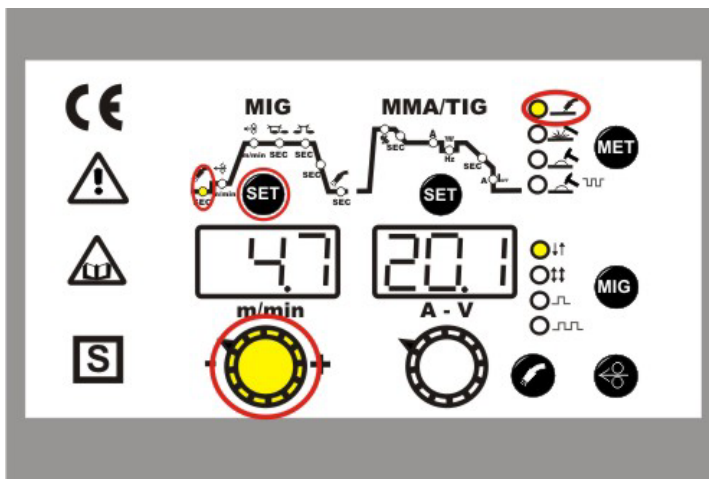 CE
MIG
MMA/TIG
m/min SEC SEC
SEC
SEC
m/min
SEC
%
SEC
A
Hz
SEC
A
SET
SET
MET
4.7
20.1
m/min
A - V
- +
MIG
S